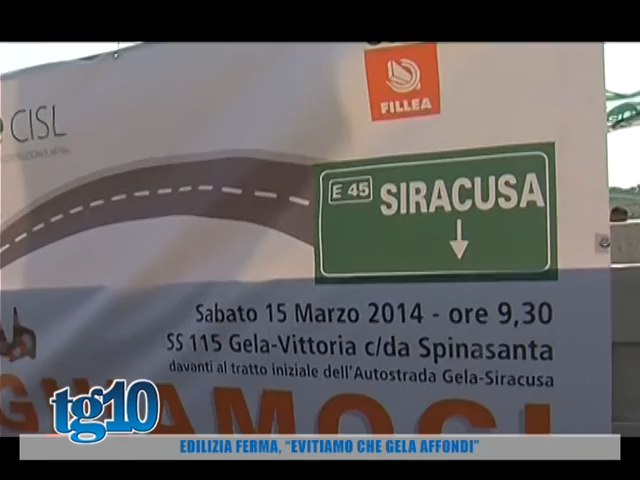 CISL
FILLEA
E 45
SIRACUSA
Sabato 15 Marzo 2014 - ore 9,30
SS 115 Gela-Vittoria c/da Spinasanta
davanti al tratto iniziale dell'Autostrada Gela-Siracusa
tg10
EDILIZIA FERMA, "EVITIAMO CHE GELA AFFONDI"